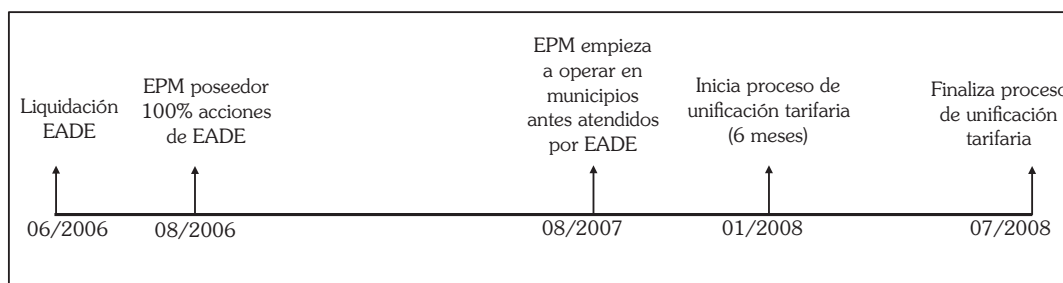 Liquidación
EADE
EPM poseedor
100% acciones
de EADE
EPM empieza
a operar en
municipios
antes atendidos
por EADE
Inicia proceso de
unificación tarifaria
(6 meses)
Finaliza proceso
de unificación
tarifaria
06/2006
08/2006
08/2007
01/2008
07/2008